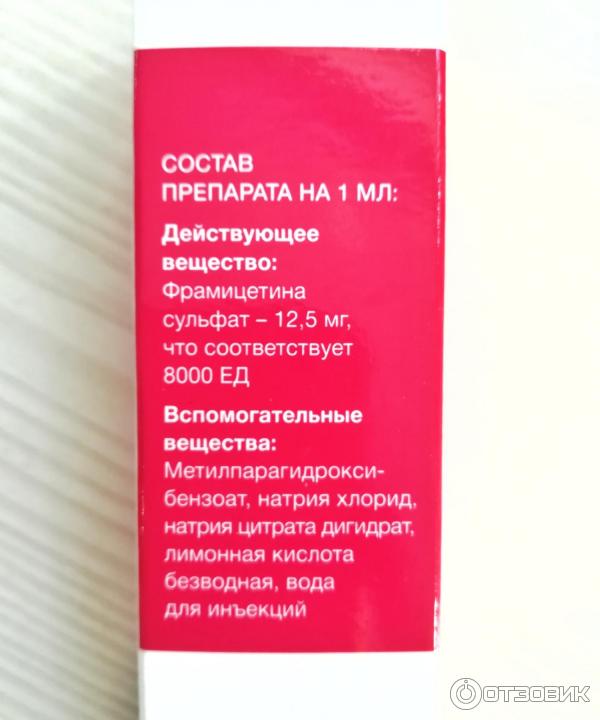 СОСТАВ
ПРЕПАРАТА НА 1 МЛ:
Действующее
вещество:
Фрамицетина
сульфат – 12,5 мг,
что соответствует
8000 ЕД
Вспомогательные
вещества:
Метилпарагидрокси-
бензоат, натрия хлорид,
натрия цитрата дигидрат,
лимонная кислота
безводная, вода
для инъекций
ОТЗОВИК